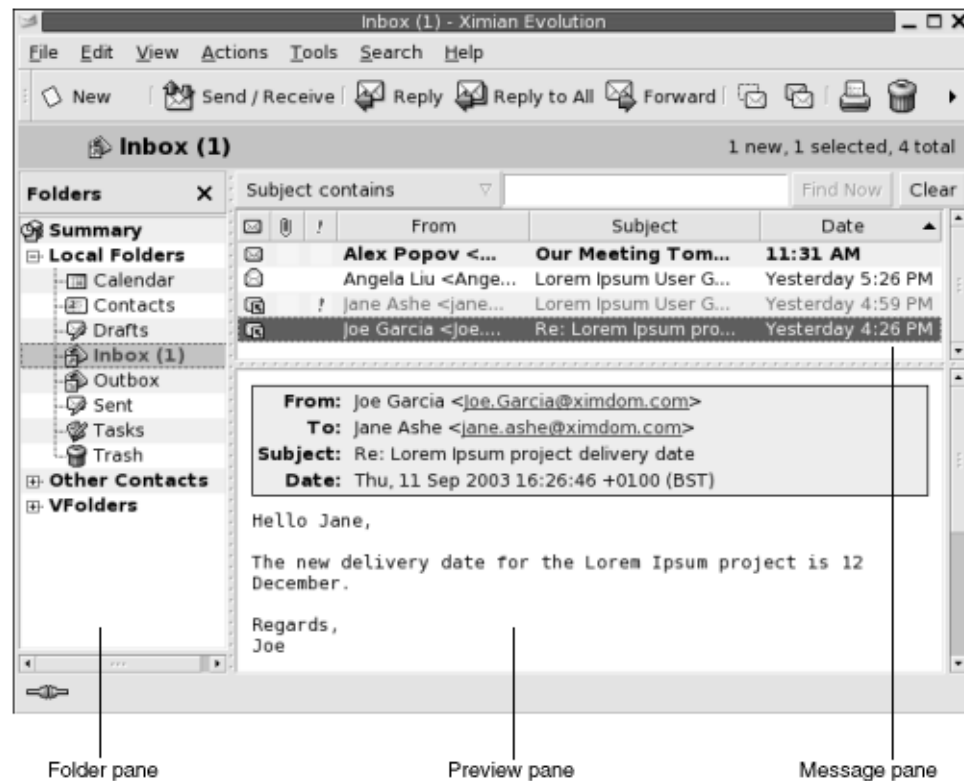 Inbox (1) - Ximian Evolution
File Edit View Actions Tools Search Help
New Send / Receive Reply Reply to All Forward
Inbox (1) 1 new, 1 selected, 4 total
Folders
Summary
Local Folders
Calendar
Contacts
Drafts
Inbox (1)
Outbox
Sent
Tasks
Trash
Other Contacts
VFolders
Subject contains Find Now Clear
! From Subject Date
Alex Popov <... Our Meeting Tom... 11:31 AM
Angela Liu <Ange... Lorem Ipsum User G... Yesterday 5:26 PM
! Jane Ashe <jane... Lorem Ipsum User G... Yesterday 4:59 PM
Joe Garcia <Joe.... Re: Lorem Ipsum pro... Yesterday 4:26 PM
From: Joe Garcia <Joe.Garcia@ximdom.com>
To: Jane Ashe <jane.ashe@ximdom.com>
Subject: Re: Lorem Ipsum project delivery date
Date: Thu, 11 Sep 2003 16:26:46 +0100 (BST)
Hello Jane,
The new delivery date for the Lorem Ipsum project is 12
December.
Regards,
Joe
Folder pane Preview pane Message pane